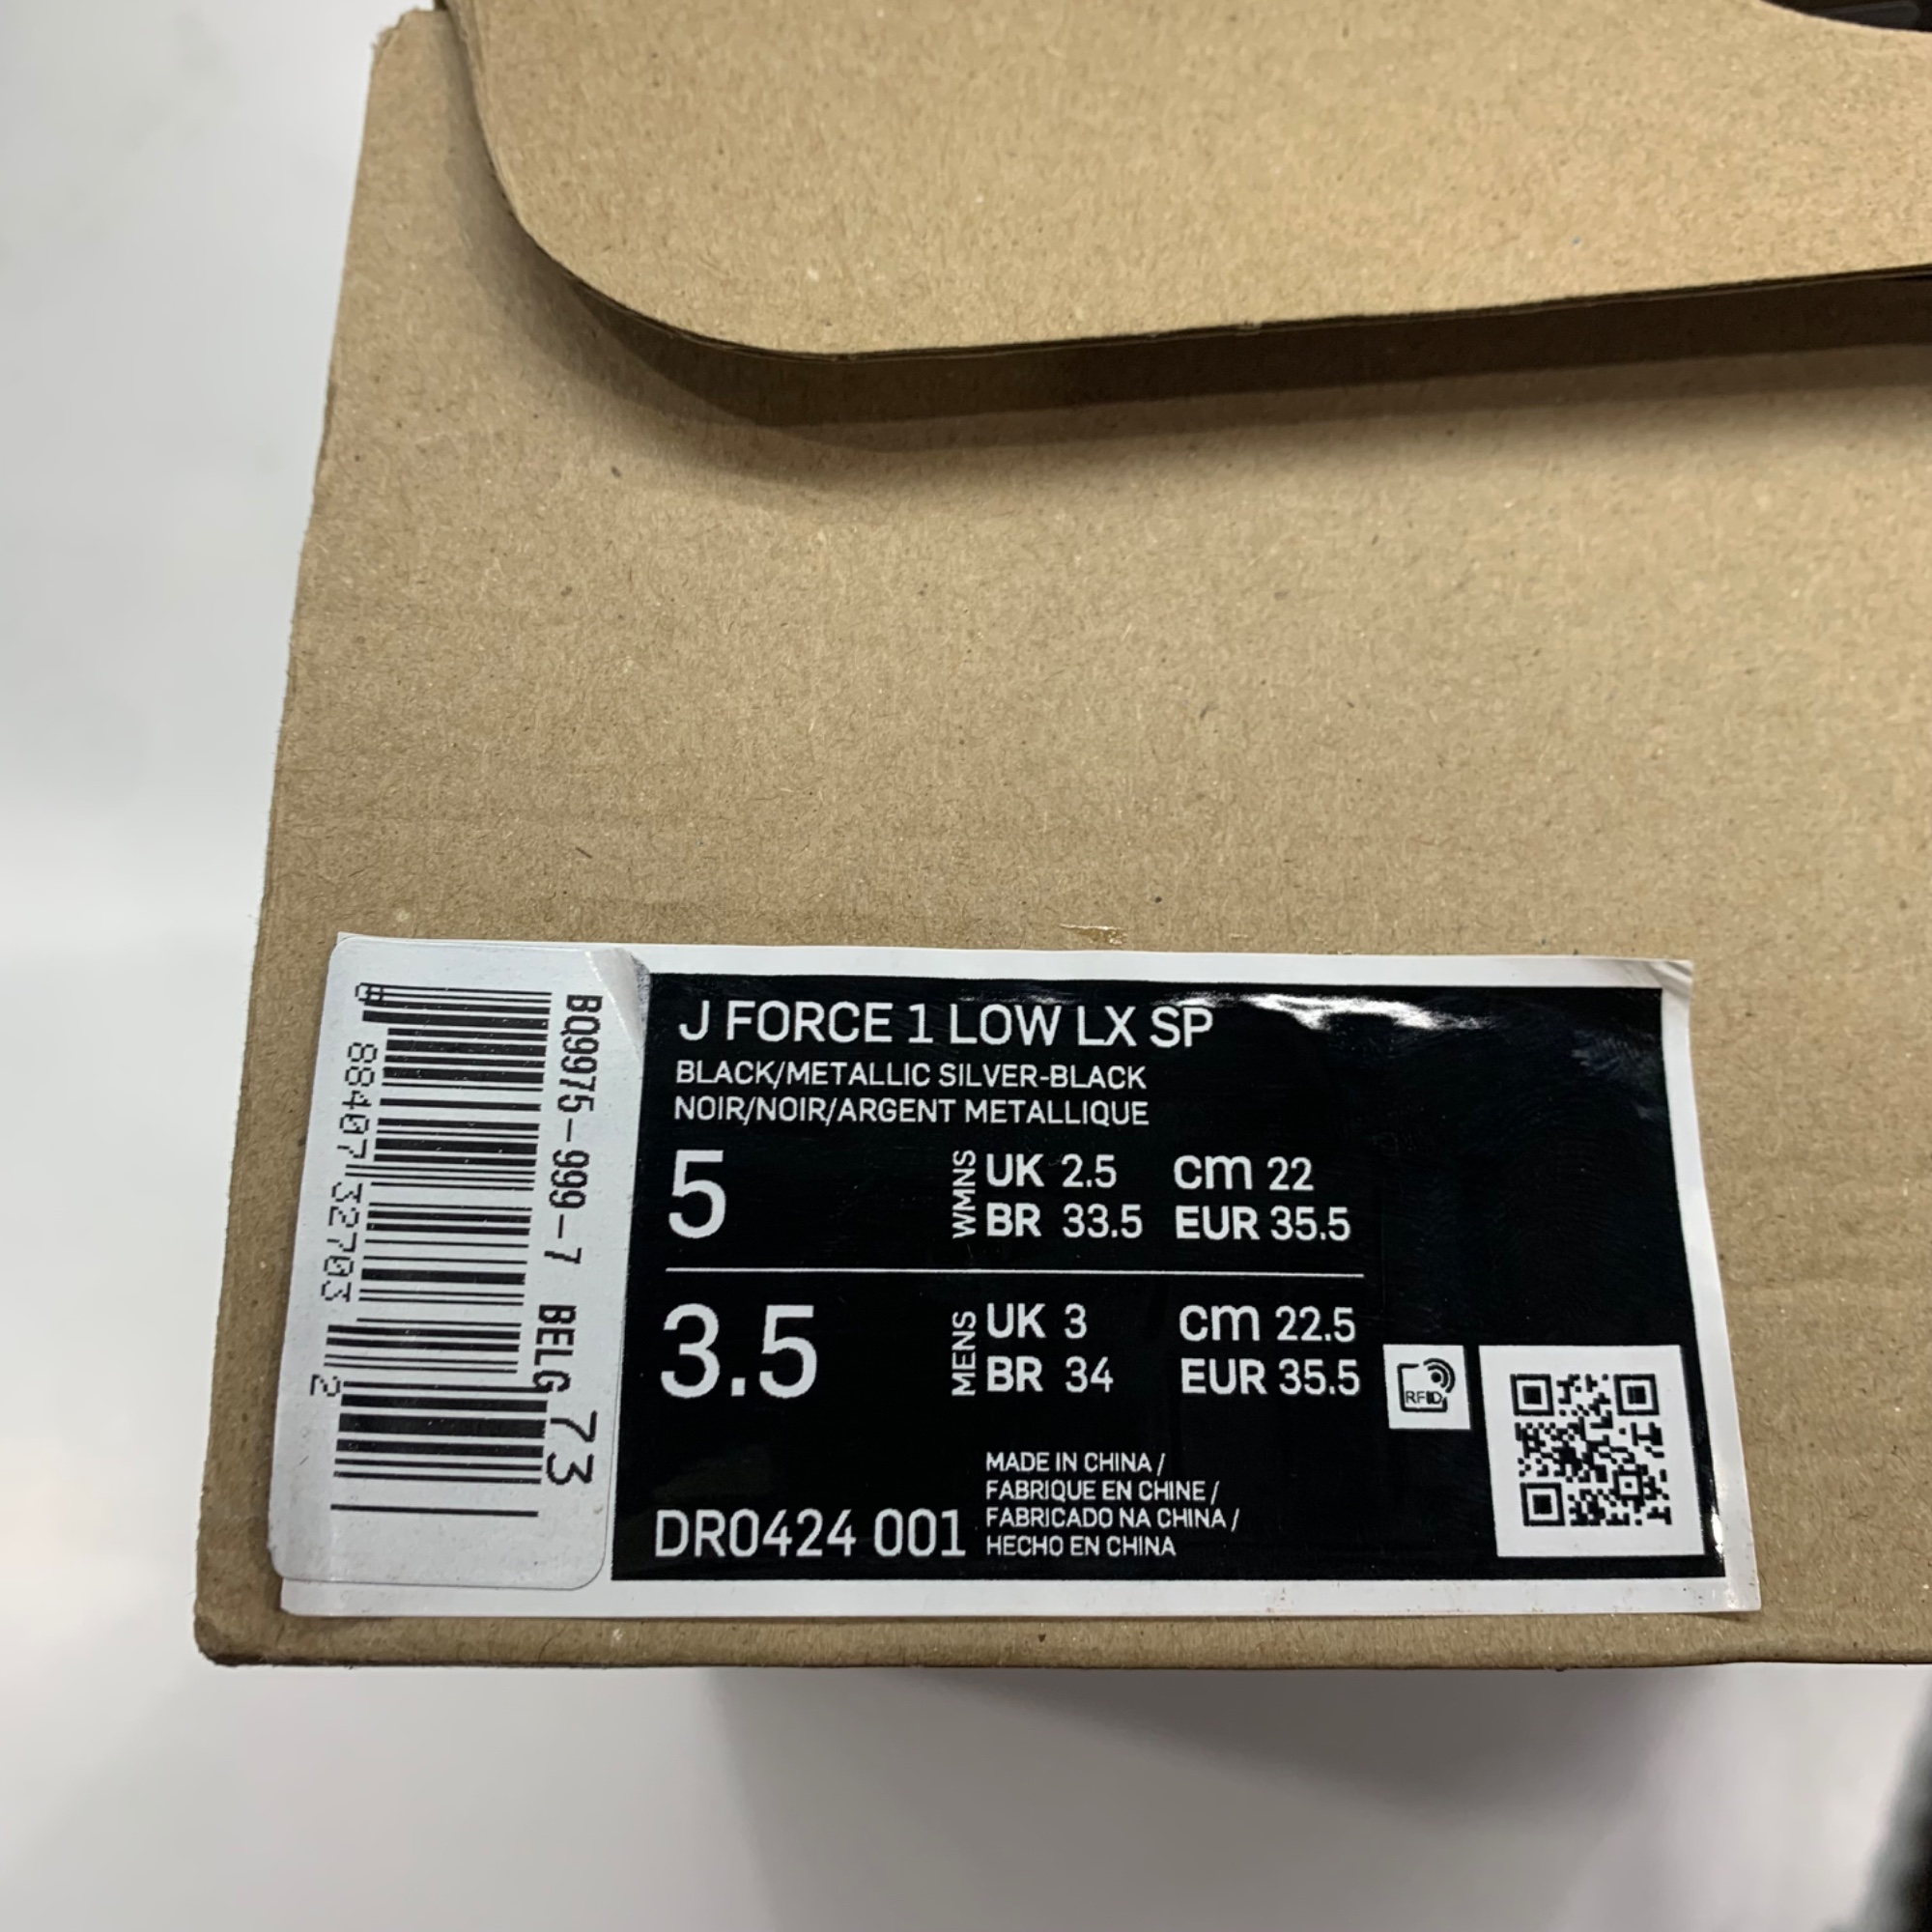 BQ9975-999-7 BELG 73
0 88407 32703 2
J FORCE 1 LOW LX SP
BLACK/METALLIC SILVER-BLACK
NOIR/NOIR/ARGENT METALLIQUE
5 WMNS UK 2.5 cm 22
BR 33.5 EUR 35.5
3.5 MENS UK 3 cm 22.5
BR 34 EUR 35.5
RFID
DR0424 001
MADE IN CHINA /
FABRIQUE EN CHINE /
FABRICADO NA CHINA /
HECHO EN CHINA